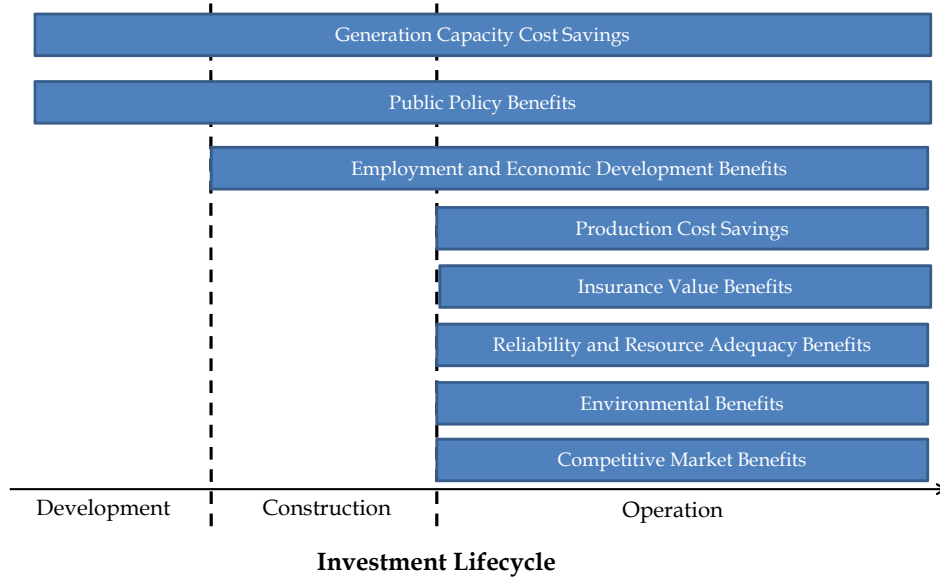 Generation Capacity Cost Savings
Public Policy Benefits
Employment and Economic Development Benefits
Production Cost Savings
Insurance Value Benefits
Reliability and Resource Adequacy Benefits
Environmental Benefits
Competitive Market Benefits
Development
Construction
Operation
Investment Lifecycle